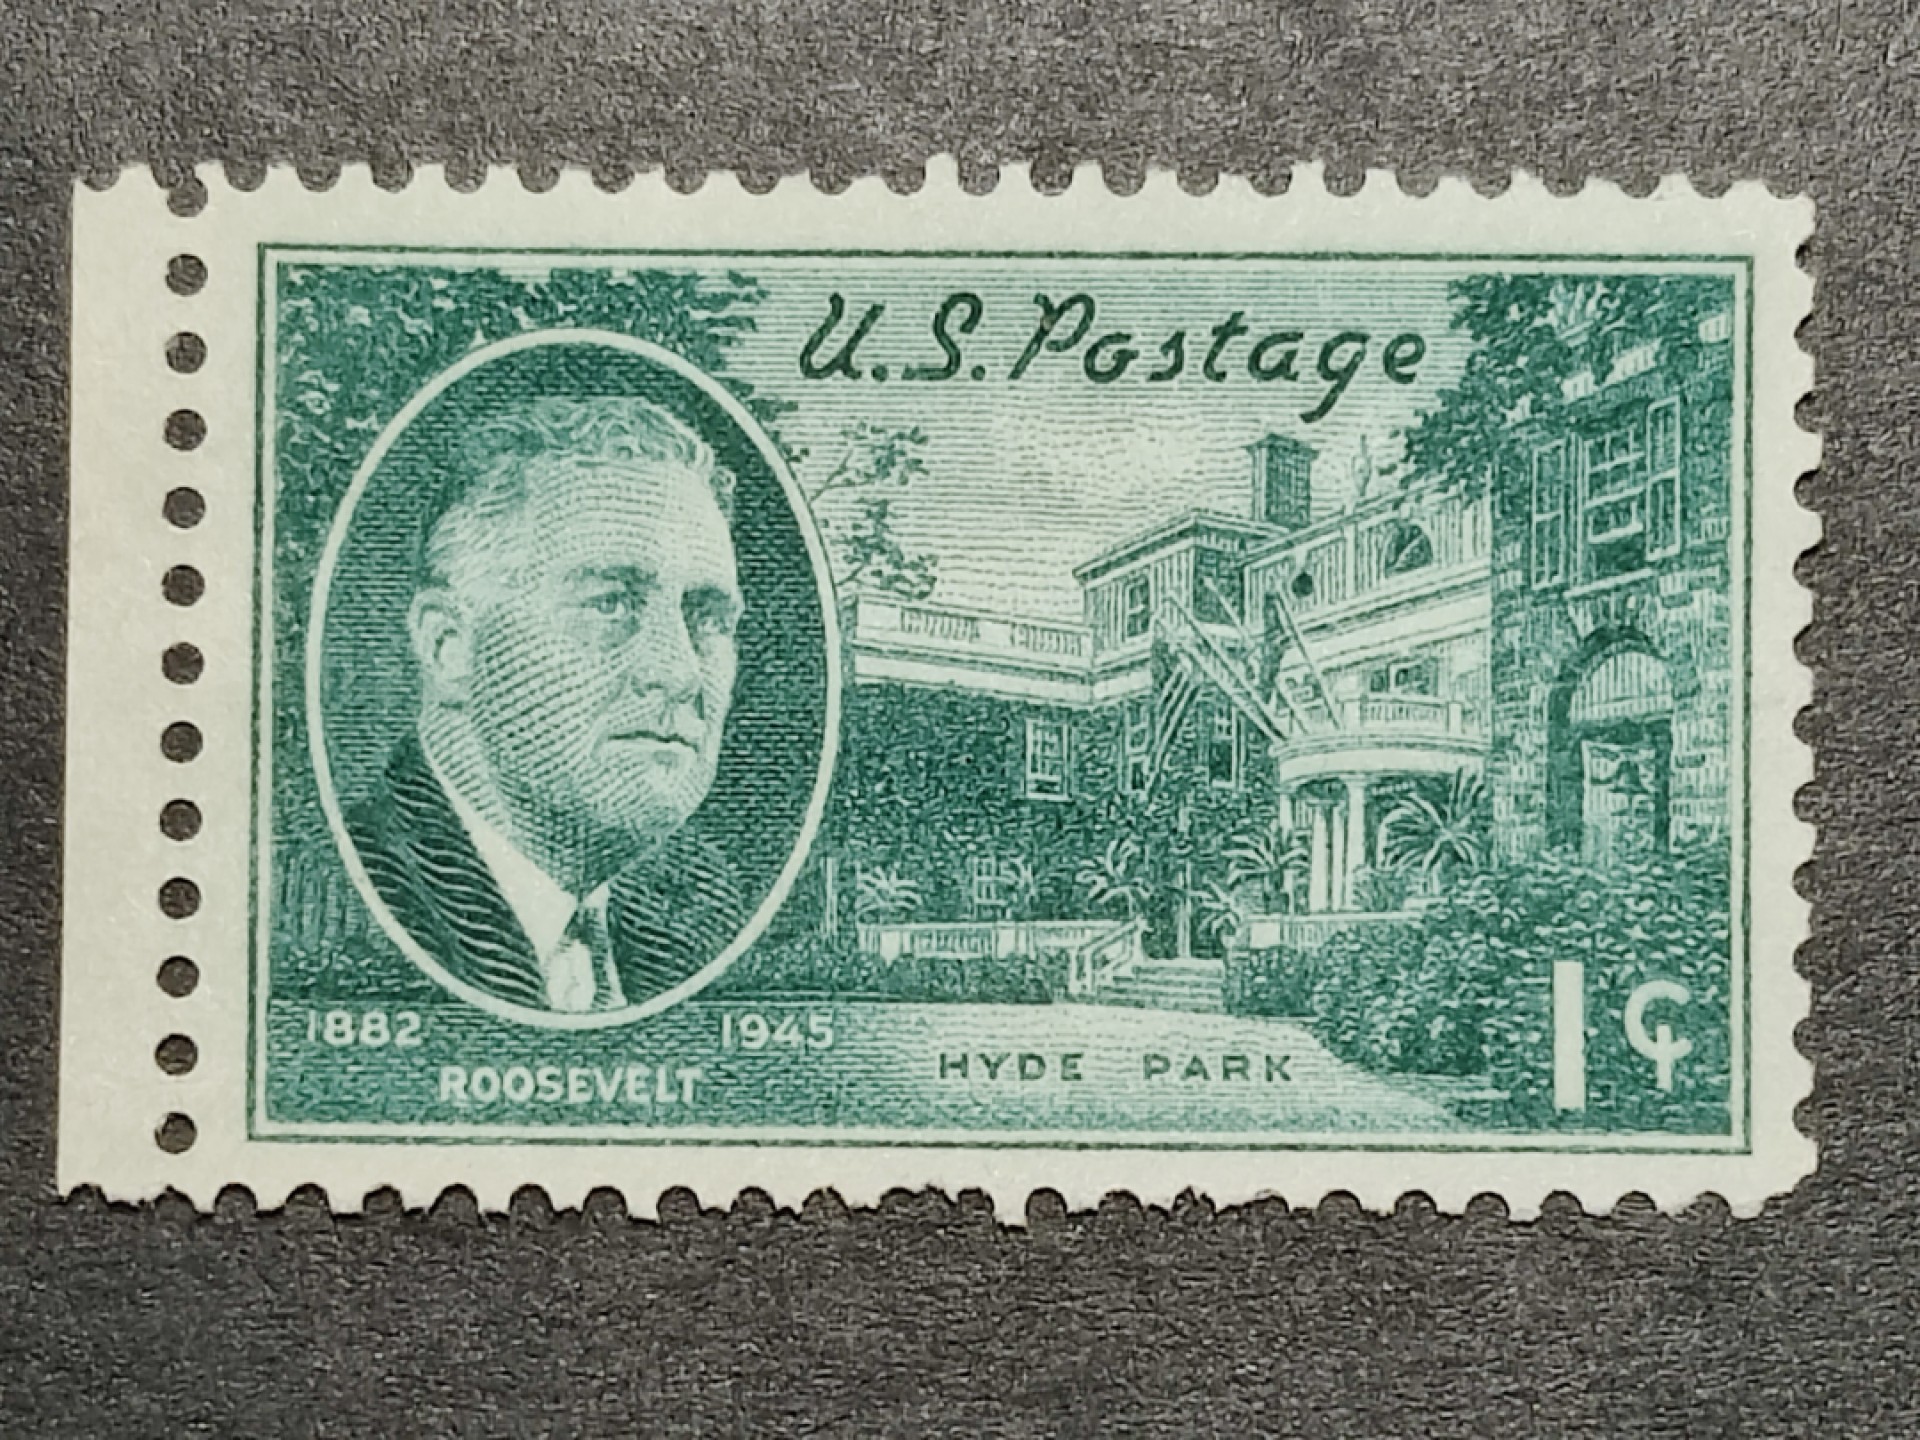 U.S. Postage
1882 1945
ROOSEVELT
HYDE PARK
1¢